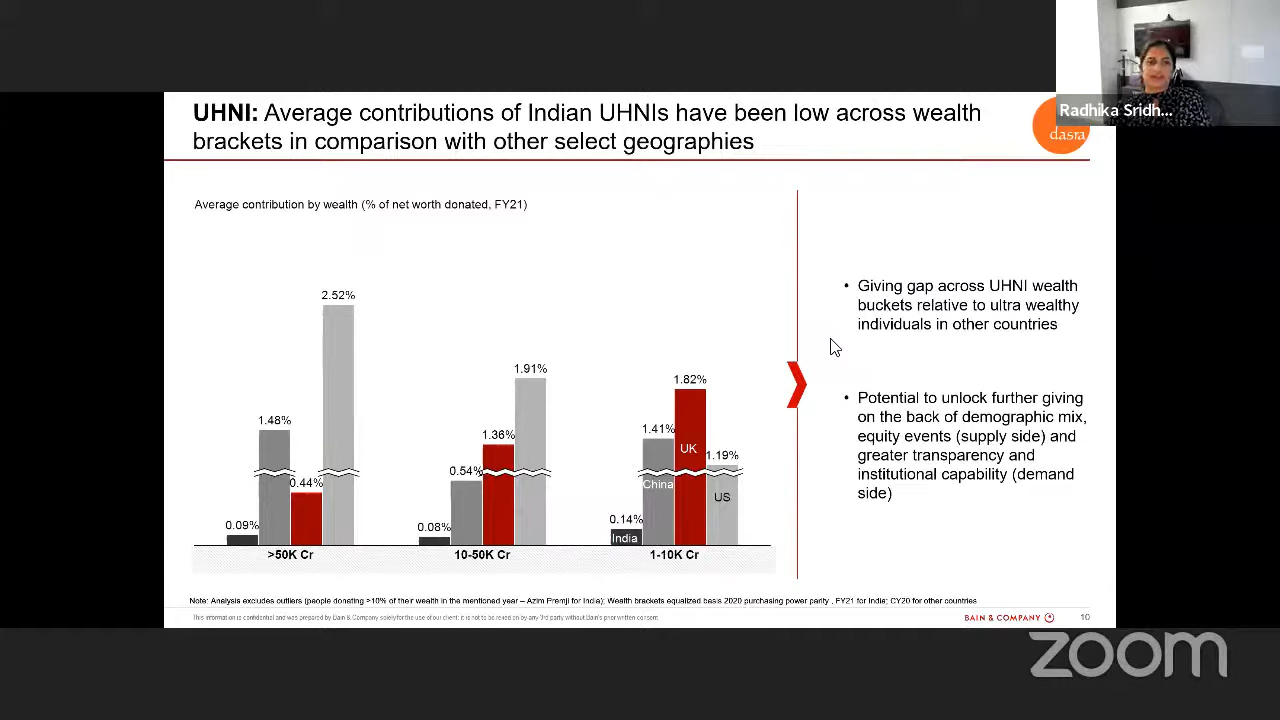 Radhika Sridh...
dasra
UHNI: Average contributions of Indian UHNIs have been low across wealth
brackets in comparison with other select geographies
Average contribution by wealth (% of net worth donated, FY21)
0.09%
1.48%
0.44%
2.52%
>50K Cr
0.08%
0.54%
1.36%
1.91%
10-50K Cr
0.14%
India
1.41%
China
1.82%
UK
1.19%
US
1-10K Cr
• Giving gap across UHNI wealth
buckets relative to ultra wealthy
individuals in other countries
• Potential to unlock further giving
on the back of demographic mix,
equity events (supply side) and
greater transparency and
institutional capability (demand
side)
Note: Analysis excludes outliers (people donating >10% of their wealth in the mentioned year – Azim Premji for India); Wealth brackets equalized basis 2020 purchasing power parity , FY21 for India; CY20 for other countries
This information is confidential and was prepared by Bain & Company solely for the use of our client; it is not to be relied on by any 3rd party without Bain's prior written consent
BAIN & COMPANY
10
zoom